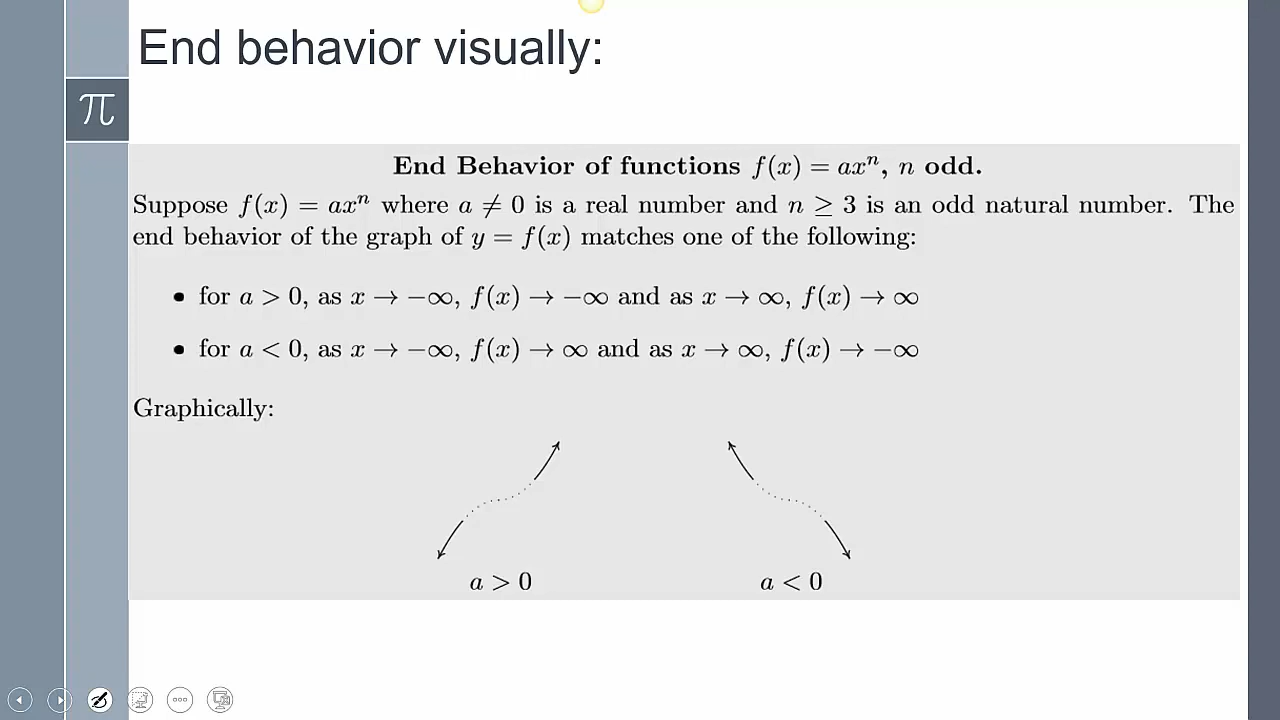 End behavior visually:
π
End Behavior of functions f(x) = axⁿ, n odd.
Suppose f(x) = axⁿ where a ≠ 0 is a real number and n ≥ 3 is an odd natural number. The
end behavior of the graph of y = f(x) matches one of the following:
• for a > 0, as x → −∞, f(x) → −∞ and as x → ∞, f(x) → ∞
• for a < 0, as x → −∞, f(x) → ∞ and as x → ∞, f(x) → −∞
Graphically:
a > 0
a < 0